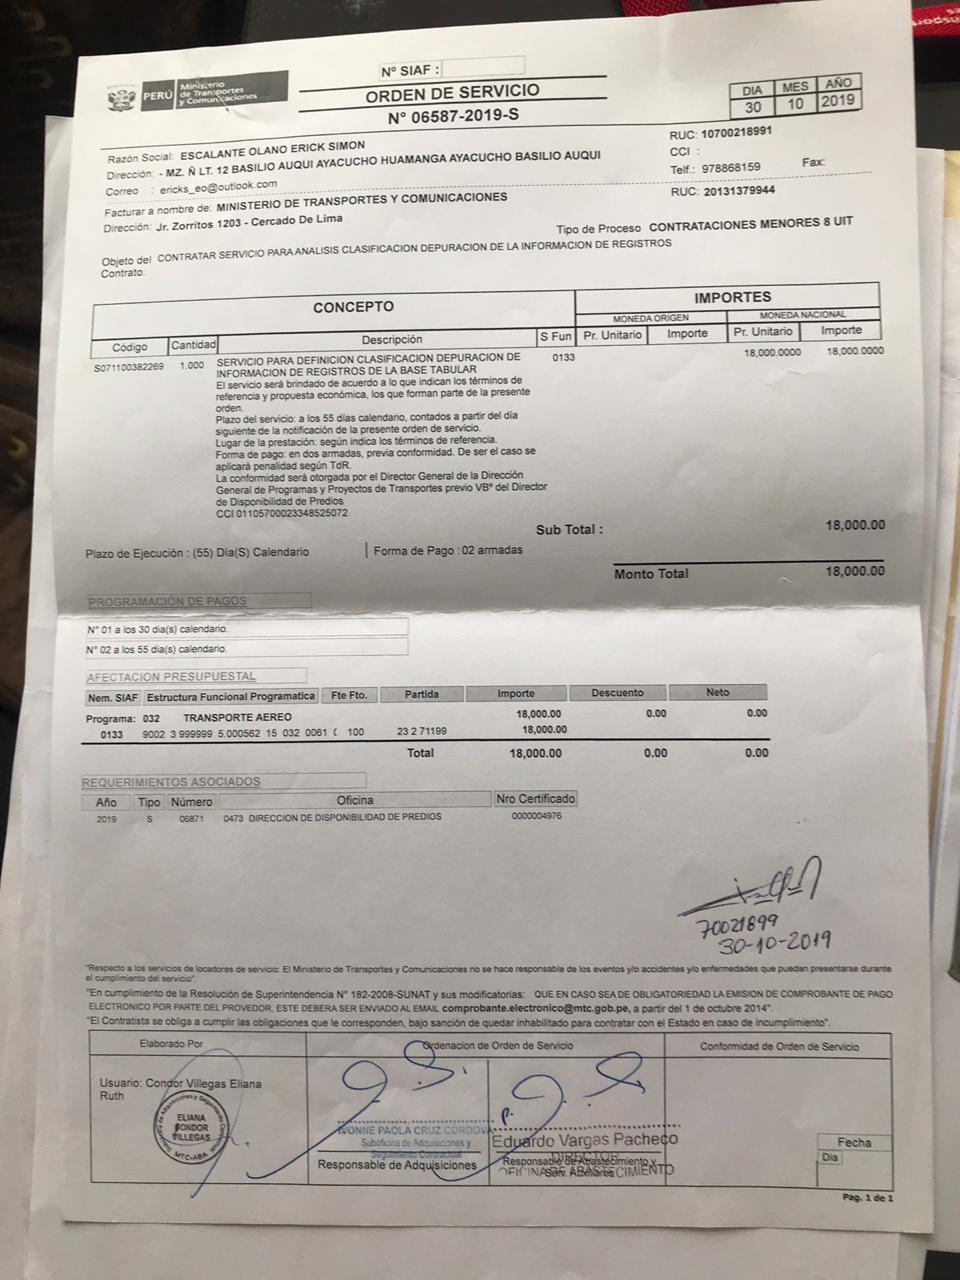 PERÚ
Ministerio
de Transportes
y Comunicaciones
N° SIAF :
ORDEN DE SERVICIO
N° 06587-2019-S
DIA MES AÑO
30 10 2019
Razón Social: ESCALANTE OLANO ERICK SIMON
Dirección: - MZ. Ñ LT. 12 BASILIO AUQUI AYACUCHO HUAMANGA AYACUCHO BASILIO AUQUI
Correo : ericks_eo@outlook.com
RUC: 10700218991
CCI :
Telf.: 978868159 Fax:
Facturar a nombre de: MINISTERIO DE TRANSPORTES Y COMUNICACIONES
RUC: 20131379944
Dirección: Jr. Zorritos 1203 - Cercado De Lima
Tipo de Proceso CONTRATACIONES MENORES 8 UIT
Objeto del CONTRATAR SERVICIO PARA ANALISIS CLASIFICACION DEPURACION DE LA INFORMACION DE REGISTROS
Contrato:
CONCEPTO IMPORTES
MONEDA ORIGEN MONEDA NACIONAL
Código Cantidad Descripción S Fun Pr. Unitario Importe Pr. Unitario Importe
S071100382269 1.000 SERVICIO PARA DEFINICION CLASIFICACION DEPURACION DE 0133 18,000.0000 18,000.0000
INFORMACION DE REGISTROS DE LA BASE TABULAR
El servicio será brindado de acuerdo a lo que indican los términos de
referencia y propuesta económica, los que forman parte de la presente
orden.
Plazo del servicio: a los 55 días calendario, contados a partir del día
siguiente de la notificación de la presente orden de servicio.
Lugar de la prestación: según indica los términos de referencia.
Forma de pago: en dos armadas, previa conformidad. De ser el caso se
aplicará penalidad según TdR.
La conformidad será otorgada por el Director General de la Dirección
General de Programas y Proyectos de Transportes previo VB° del Director
de Disponibilidad de Predios
CCI 01105700023348525072
Sub Total : 18,000.00
Plazo de Ejecución : (55) Día(S) Calendario Forma de Pago : 02 armadas
Monto Total 18,000.00
PROGRAMACIÓN DE PAGOS
N° 01 a los 30 dia(s) calendario.
N° 02 a los 55 dia(s) calendario.
AFECTACION PRESUPUESTAL
Nem. SIAF Estructura Funcional Programatica Fte Fto. Partida Importe Descuento Neto
Programa: 032 TRANSPORTE AEREO 18,000.00 0.00 0.00
0133 9002 3 999999 5.000562 15 032 0061 ( 100 23 2 71199 18,000.00
Total 18,000.00 0.00 0.00
REQUERIMIENTOS ASOCIADOS
Año Tipo Número Oficina Nro Certificado
2019 S 06871 0473 DIRECCION DE DISPONIBILIDAD DE PREDIOS 0000004976
70021899
30-10-2019
"Respecto a los servicios de locadores de servicio: El Ministerio de Transportes y Comunicaciones no se hace responsable de los eventos y/o accidentes y/o enfermedades que puedan presentarse durante
el cumplimiento del servicio"
"En cumplimiento de la Resolución de Superintendencia N° 182-2008-SUNAT y sus modificatorias: QUE EN CASO SEA DE OBLIGATORIEDAD LA EMISION DE COMPROBANTE DE PAGO
ELECTRONICO POR PARTE DEL PROVEDOR, ESTE DEBERA SER ENVIADO AL EMAIL comprobante.electronico@mtc.gob.pe, a partir del 1 de octubre 2014".
"El Contratista se obliga a cumplir las obligaciones que le corresponden, bajo sanción de quedar inhabilitado para contratar con el Estado en caso de incumplimiento".
Elaborado Por Ordenacion de Orden de Servicio Conformidad de Orden de Servicio
Usuario: Condor Villegas Eliana
Ruth
ELIANA
CONDOR
VILLEGAS
MTC-ABA
IVONNE PAOLA CRUZ CORDOVA
Suboficina de Adquisiciones y
Seguimiento Contractual
Responsable de Adquisiciones
P.
Eduardo Vargas Pacheco
DIRECTOR
Responsable de Abastecimiento y
OFICINA DE ABASTECIMIENTO
Serv. Auxiliares
Fecha
Dia
Pag. 1 de 1